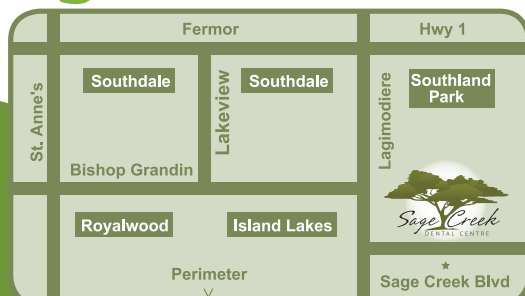 Fermor
Hwy 1
St. Anne's
Southdale
Lakeview
Southdale
Lagimodiere
Southland
Park
Bishop Grandin
Sage Creek
DENTAL CENTRE
Royalwood
Island Lakes
Perimeter
Sage Creek Blvd